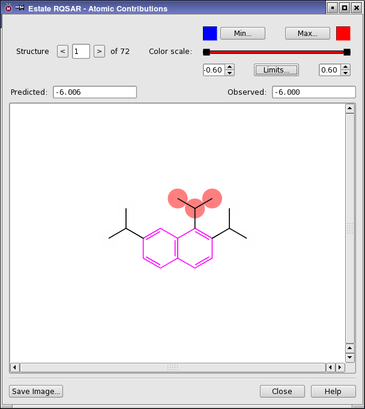 Estate RQSAR - Atomic Contributions
Min... Max...
Structure < 1 > of 72 Color scale:
-0.60 Limits... 0.60
Predicted: -6.006 Observed: -6.000
Save Image... Close Help